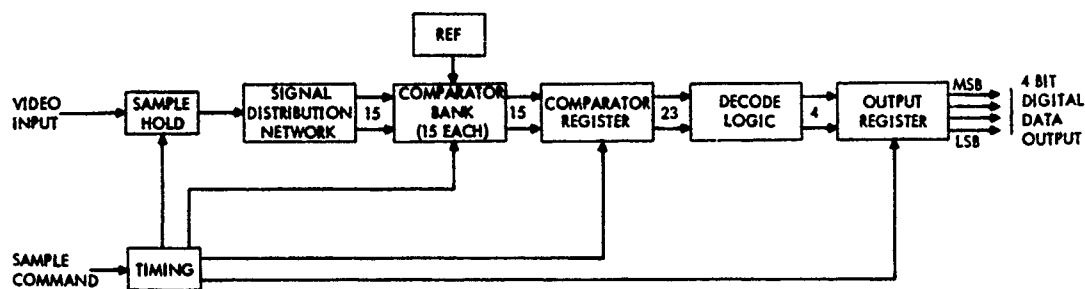 REF
VIDEO
INPUT
SAMPLE
HOLD
SIGNAL
DISTRIBUTION
NETWORK
15
COMPARATOR
BANK
(15 EACH)
15
COMPARATOR
REGISTER
23
DECODE
LOGIC
4
OUTPUT
REGISTER
MSB
LSB
4 BIT
DIGITAL
DATA
OUTPUT
SAMPLE
COMMAND
TIMING